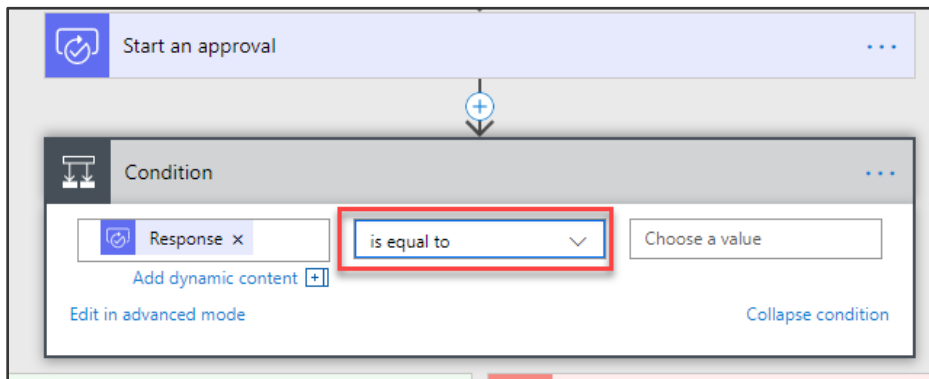 Start an approval
Condition
Response ×
is equal to
Choose a value
Add dynamic content
Edit in advanced mode
Collapse condition